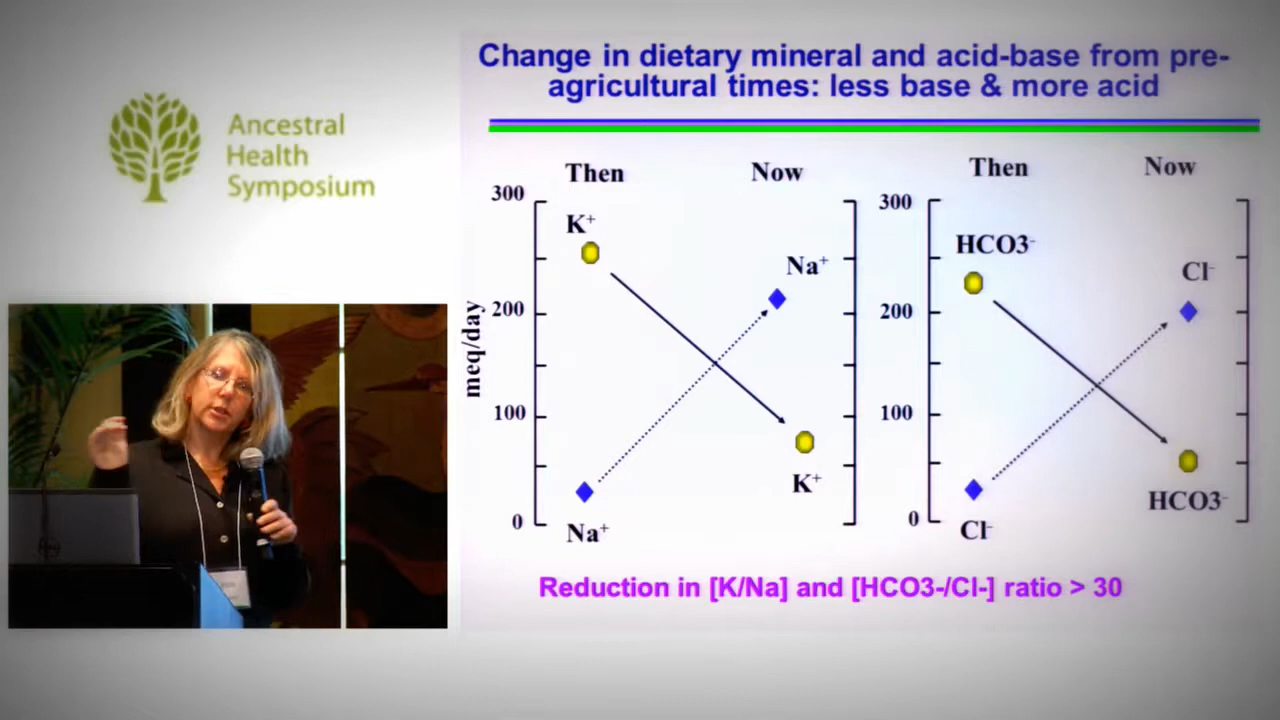 Ancestral
Health
Symposium
Change in dietary mineral and acid-base from pre-
agricultural times: less base & more acid
Then Now
300
200
100
0
meq/day
K⁺
Na⁺
Na⁺
K⁺
Then Now
300
200
100
0
HCO3⁻
Cl⁻
Cl⁻
HCO3⁻
Reduction in [K/Na] and [HCO3-/Cl-] ratio > 30